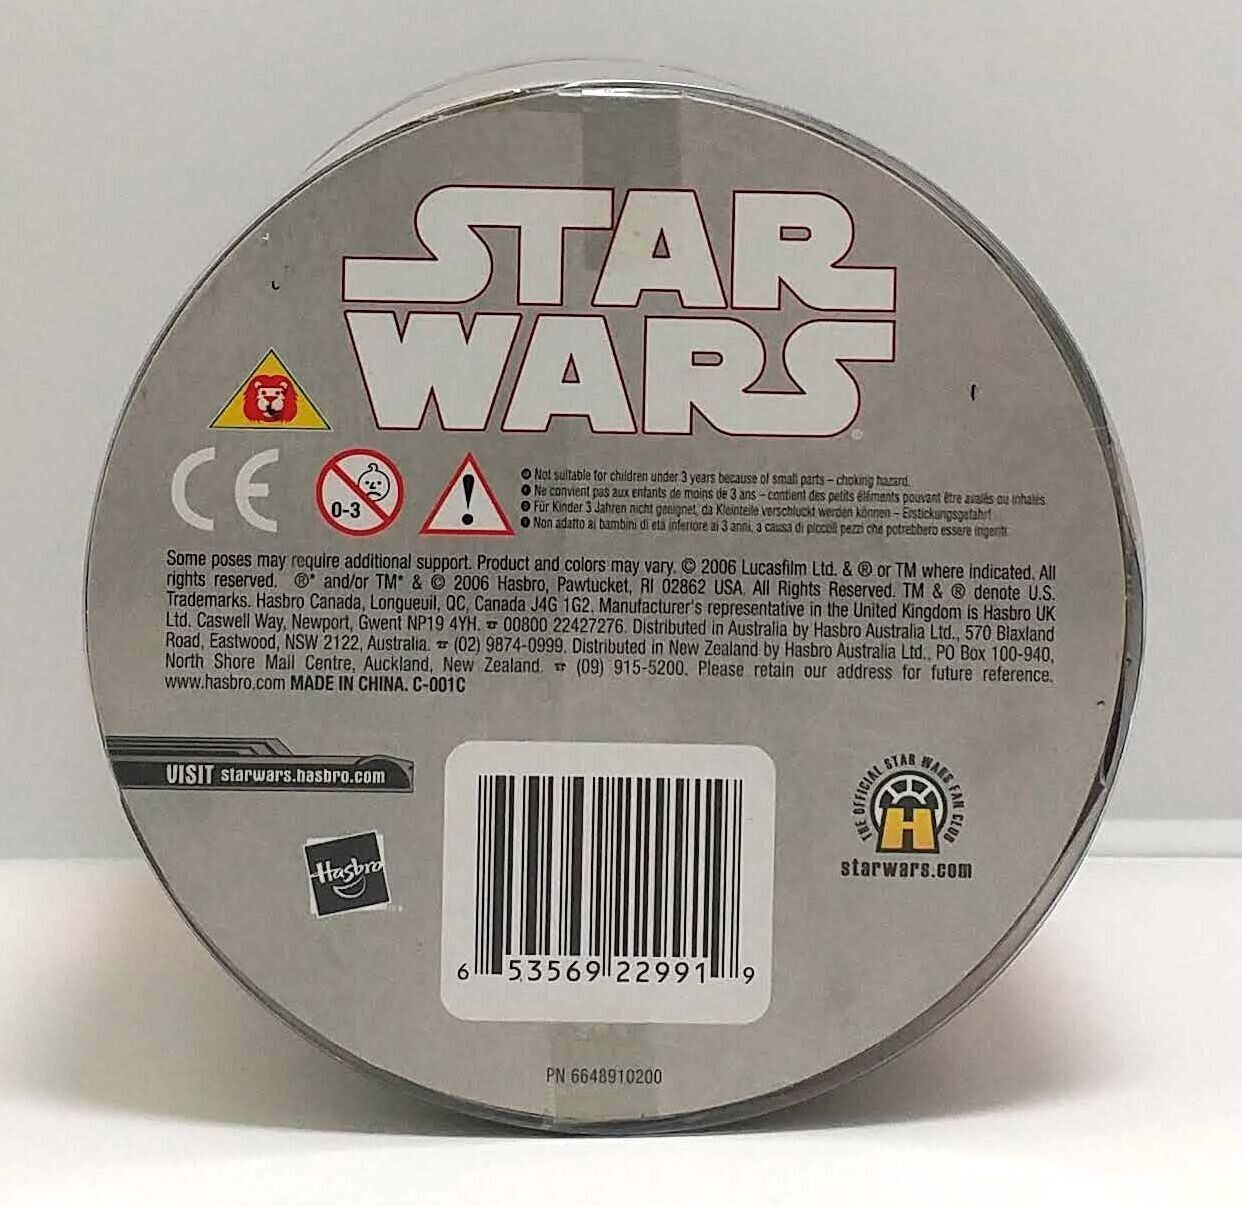 STAR
WARS
®
CE
0-3
Not suitable for children under 3 years because of small parts – choking hazard.
Ne convient pas aux enfants de moins de 3 ans – contient des petits éléments pouvant être avalés ou inhalés.
Für Kinder 3 Jahren nicht geeignet, da Kleinteile verschluckt werden können – Erstickungsgefahr!
Non adatto ai bambini di età inferiore ai 3 anni, a causa di piccoli pezzi che potrebbero essere ingeriti.
Some poses may require additional support. Product and colors may vary. © 2006 Lucasfilm Ltd. & ® or TM where indicated. All
rights reserved. ®* and/or TM* & © 2006 Hasbro, Pawtucket, RI 02862 USA. All Rights Reserved. TM & ® denote U.S.
Trademarks. Hasbro Canada, Longueuil, QC, Canada J4G 1G2. Manufacturer's representative in the United Kingdom is Hasbro UK
Ltd. Caswell Way, Newport, Gwent NP19 4YH. ☎ 00800 22427276. Distributed in Australia by Hasbro Australia Ltd., 570 Blaxland
Road, Eastwood, NSW 2122, Australia. ☎ (02) 9874-0999. Distributed in New Zealand by Hasbro Australia Ltd., PO Box 100-940,
North Shore Mail Centre, Auckland, New Zealand. ☎ (09) 915-5200. Please retain our address for future reference.
www.hasbro.com MADE IN CHINA. C-001C
VISIT starwars.hasbro.com
THE OFFICIAL STAR WARS FAN CLUB
H
starwars.com
Hasbro
6 53569 22991 9
PN 6648910200